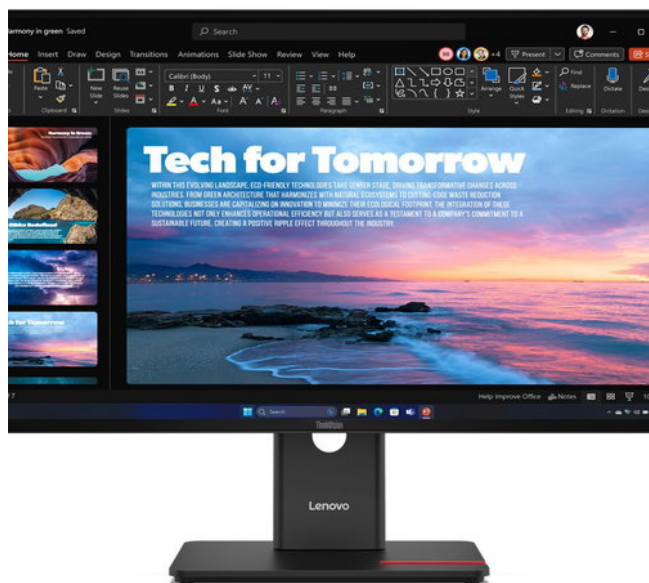 Harmony in green Saved
Search
Home Insert Draw Design Transitions Animations Slide Show Review View Help
+4 Present Comments
Paste
New Slide
Reuse Slides
Calibri (Body) 11
B I U S ab AV
A Aa A A
Arrange
Quick Styles
Find
Replace
Dictate
Clipboard Slides Font Paragraph Style Editing Dictation
Harmony in Green:
Ethics Redefined
Tech for Tomorrow
Tech for Tomorrow
WITHIN THIS EVOLVING LANDSCAPE, ECO-FRIENDLY TECHNOLOGIES TAKE CENTER STAGE, DRIVING TRANSFORMATIVE CHANGES ACROSS
INDUSTRIES. FROM GREEN ARCHITECTURE THAT HARMONIZES WITH NATURAL ECOSYSTEMS TO CUTTING-EDGE WASTE REDUCTION
SOLUTIONS, BUSINESSES ARE CAPITALIZING ON INNOVATION TO MINIMIZE THEIR ECOLOGICAL FOOTPRINT. THE INTEGRATION OF THESE
TECHNOLOGIES NOT ONLY ENHANCES OPERATIONAL EFFICIENCY BUT ALSO SERVES AS A TESTAMENT TO A COMPANY'S COMMITMENT TO A
SUSTAINABLE FUTURE, CREATING A POSITIVE RIPPLE EFFECT THROUGHOUT THE INDUSTRY.
Help Improve Office Notes
Search
ThinkVision
Lenovo